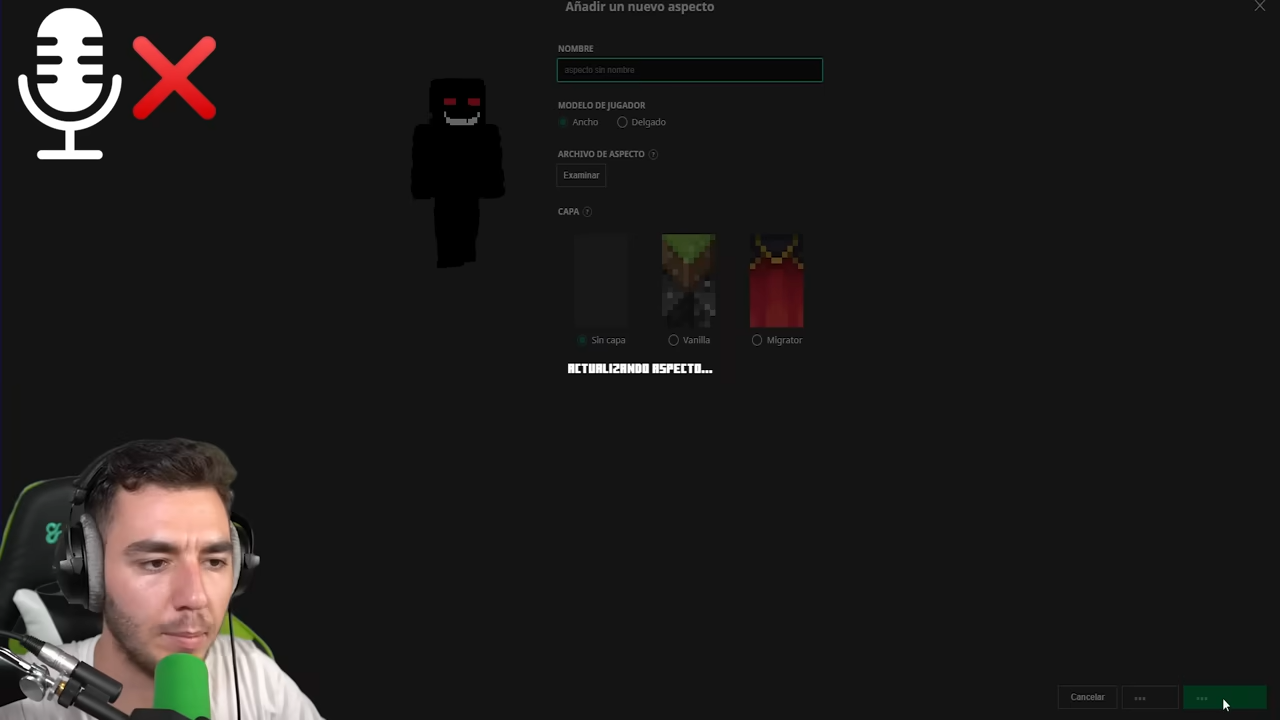 Añadir un nuevo aspecto
NOMBRE
aspecto sin nombre
MODELO DE JUGADOR
Ancho
Delgado
ARCHIVO DE ASPECTO ?
Examinar
CAPA ?
Sin capa
Vanilla
Migrator
ACTUALIZANDO ASPECTO...
Cancelar
...
...